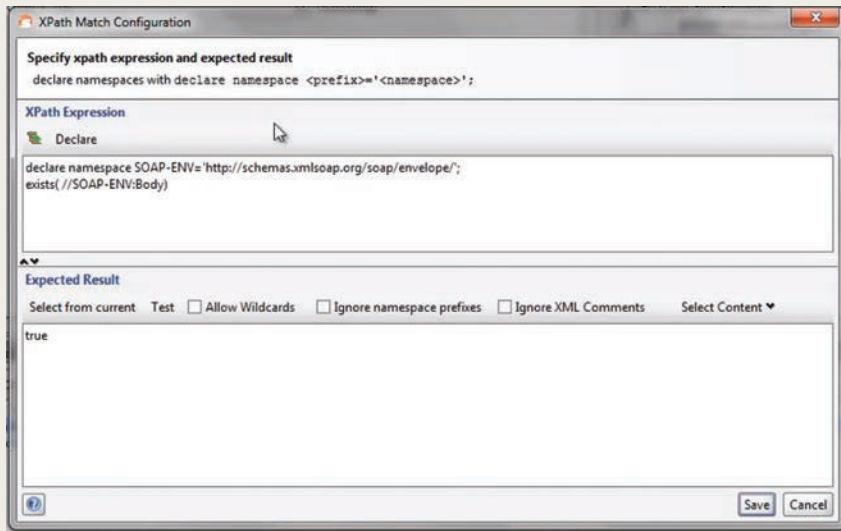 XPath Match Configuration
Specify xpath expression and expected result
declare namespaces with declare namespace <prefix>='<namespace>';
XPath Expression
Declare
declare namespace SOAP-ENV='http://schemas.xmlsoap.org/soap/envelope/';
exists( //SOAP-ENV:Body)
Expected Result
Select from current Test Allow Wildcards Ignore namespace prefixes Ignore XML Comments Select Content
true
Save Cancel